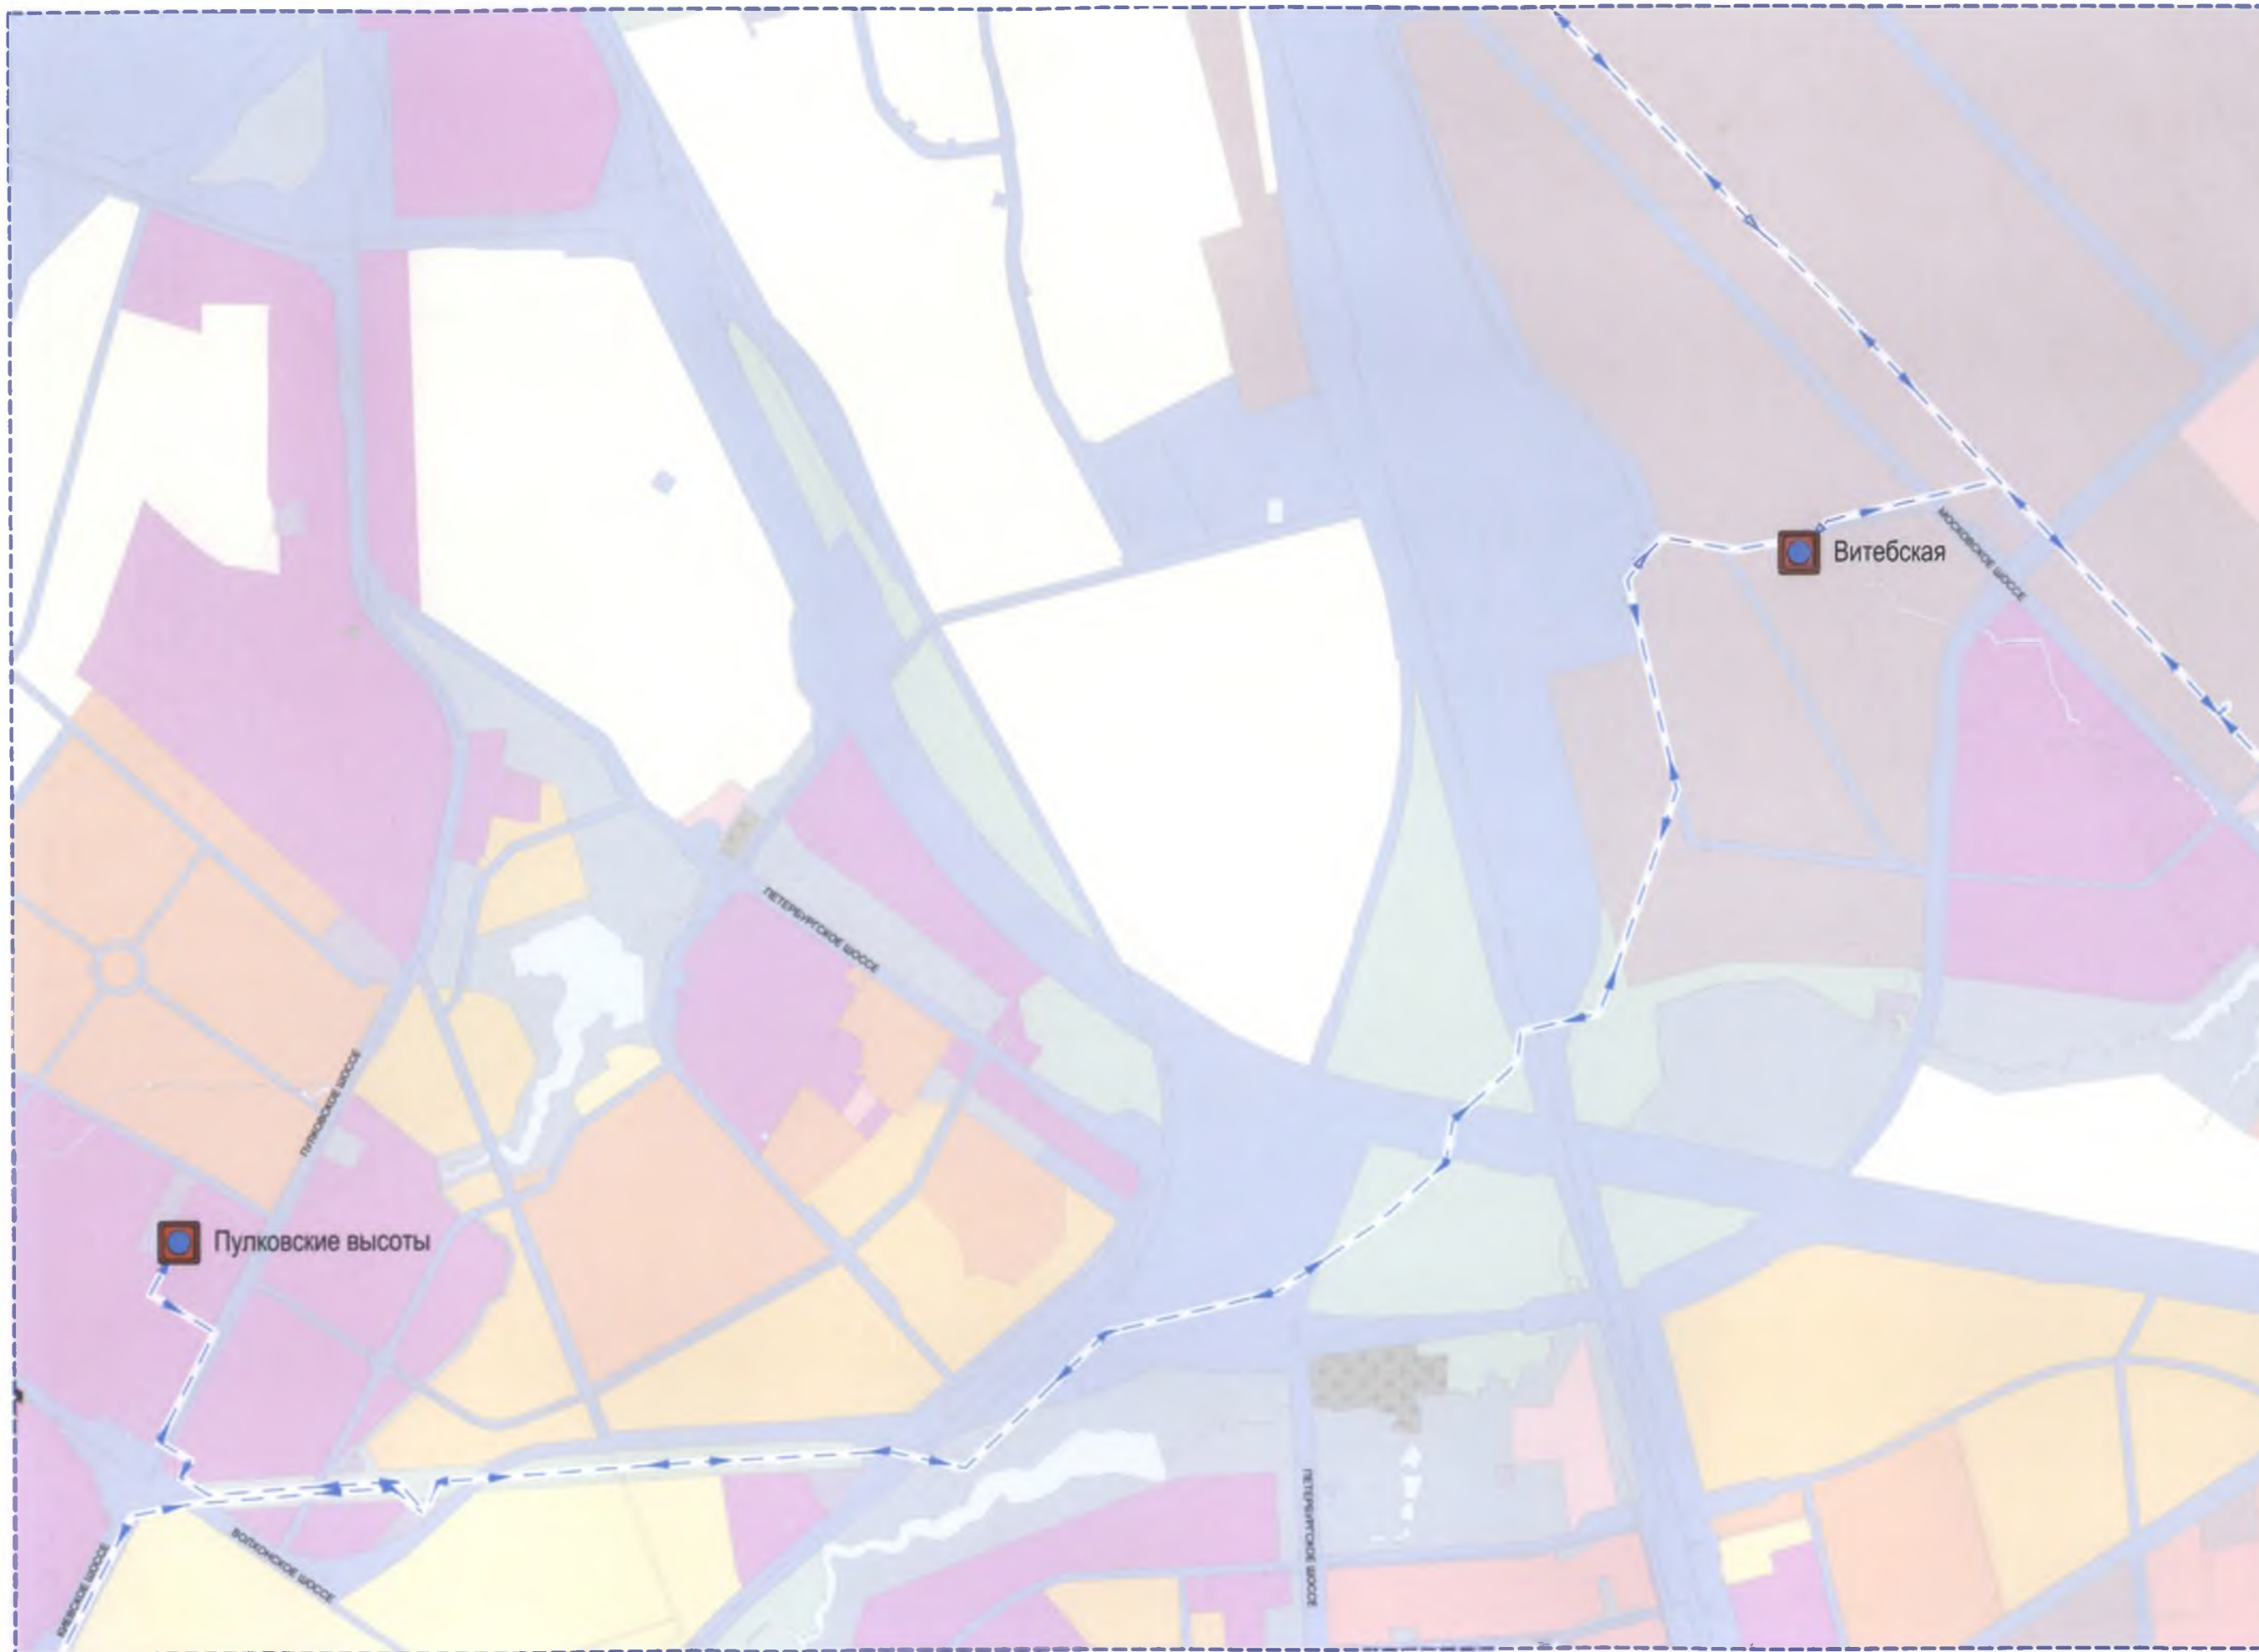 МОСКОВСКОЕ ШОССЕ
Витебская
ПЕТЕРБУРГСКОЕ ШОССЕ
ПУЛКОВСКОЕ ШОССЕ
Пулковские высоты
ПЕТЕРБУРГСКОЕ ШОССЕ
ВОЛХОНСКОЕ ШОССЕ
КИЕВСКОЕ ШОССЕ